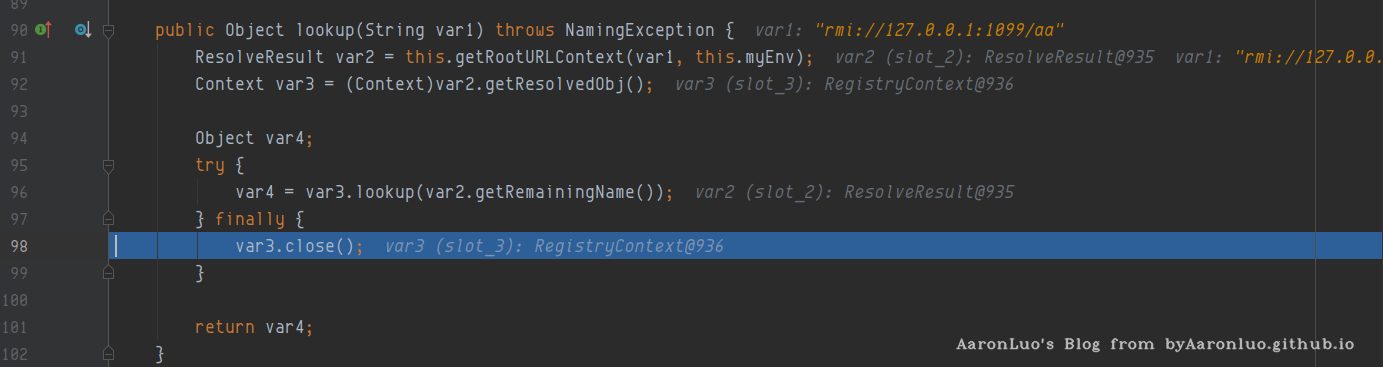 89
90 public Object lookup(String var1) throws NamingException { var1: "rmi://127.0.0.1:1099/aa"
91 ResolveResult var2 = this.getRootURLContext(var1, this.myEnv); var2 (slot_2): ResolveResult@935 var1: "rmi://127.0.0.
92 Context var3 = (Context)var2.getResolvedObj(); var3 (slot_3): RegistryContext@936
93
94 Object var4;
95 try {
96 var4 = var3.lookup(var2.getRemainingName()); var2 (slot_2): ResolveResult@935
97 } finally {
98 var3.close(); var3 (slot_3): RegistryContext@936
99 }
100
101 return var4;
102 }
AaronLuo's Blog from byAaronluo.github.io